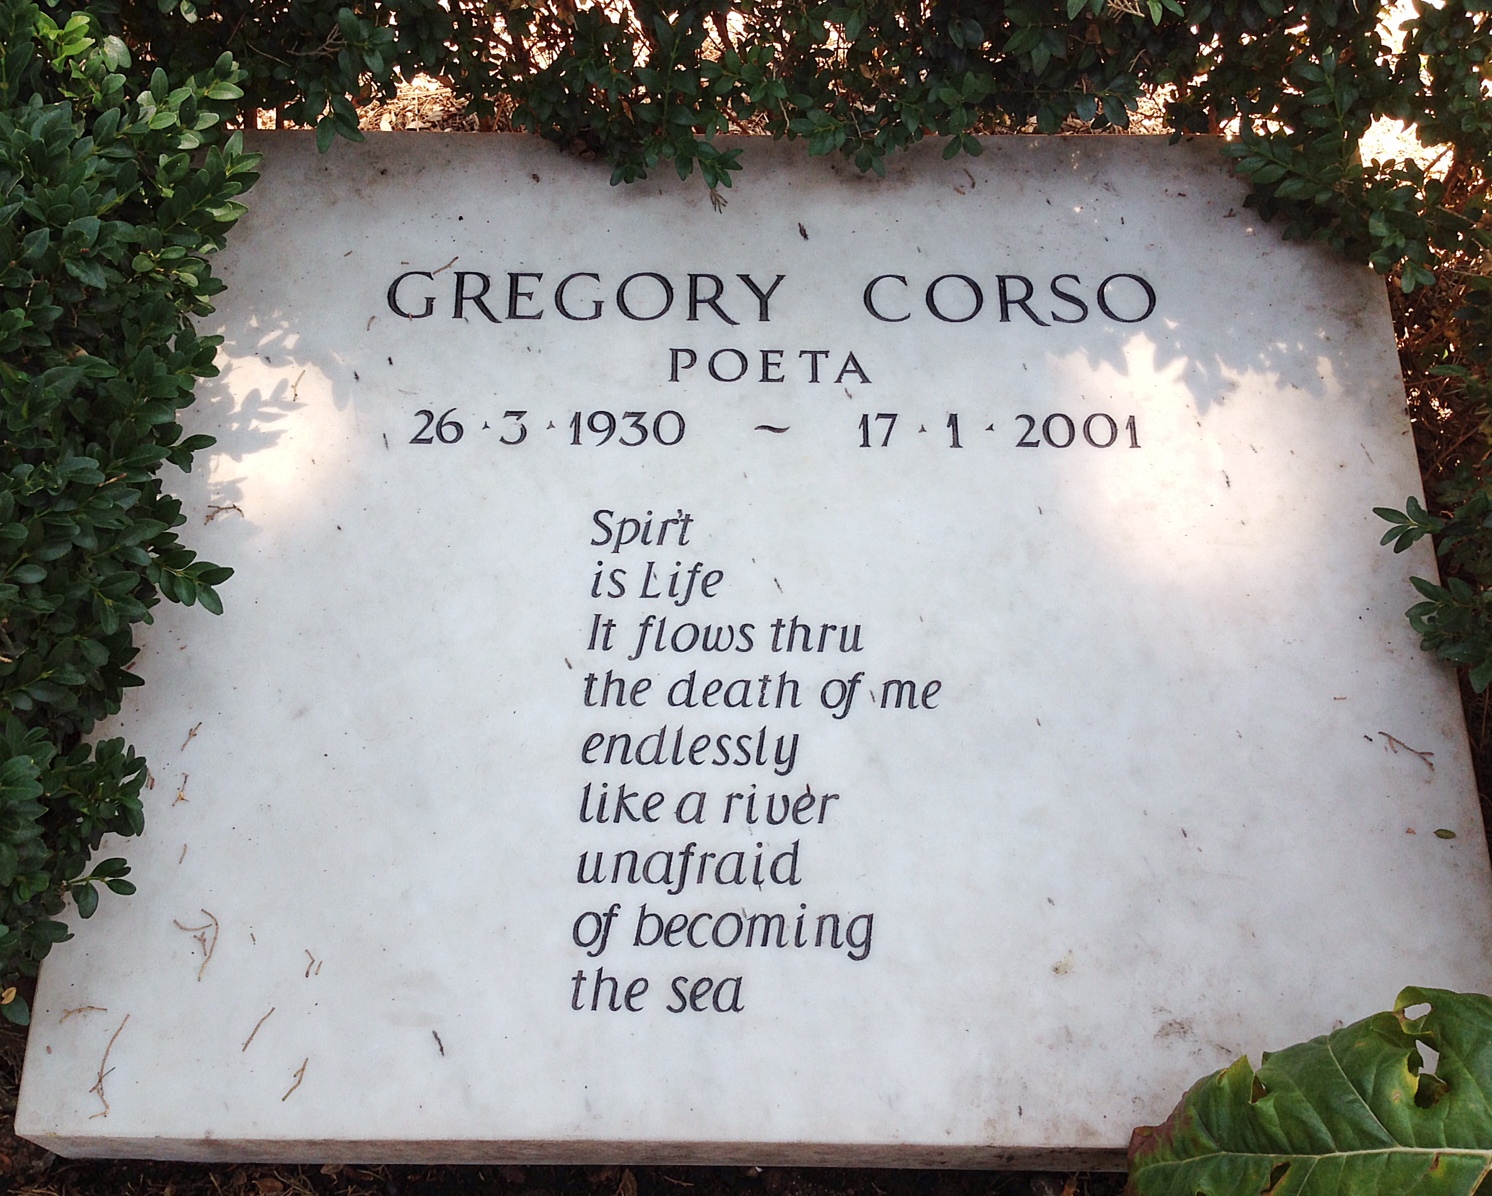 GREGORY CORSO
POETA
26 · 3 · 1930 ~ 17 · 1 · 2001
Spir't
is Life
It flows thru
the death of me
endlessly
like a river
unafraid
of becoming
the sea